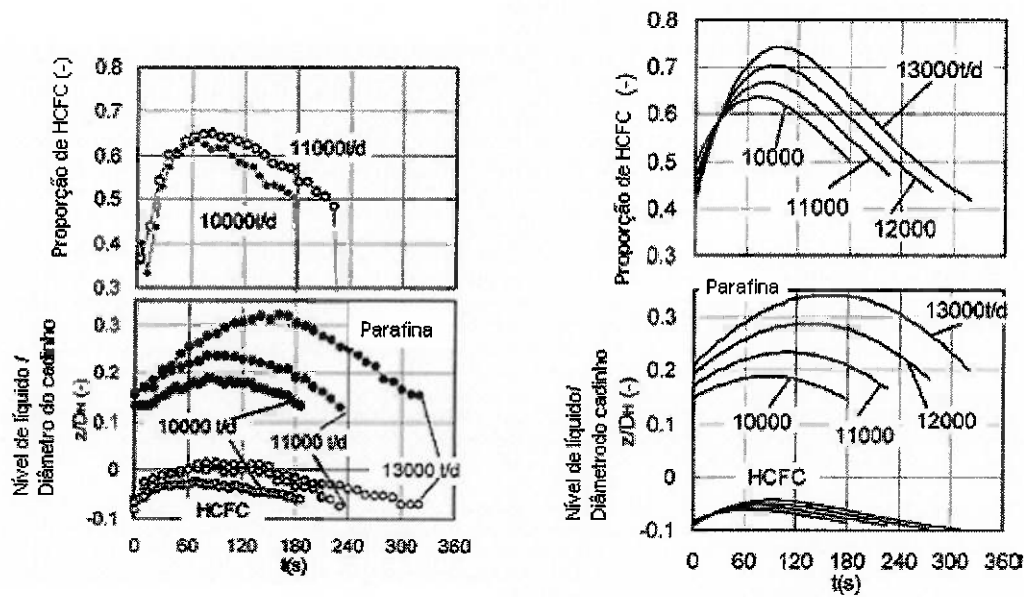 Proporção de HCFC (-)
0.8
0.7
0.6
0.5
0.4
0.3
11000t/d
10000t/d
Nível de líquido /
Diâmetro do cadinho
z/DH (-)
0.3
0.2
0.1
0
-0.1
Parafina
10000 t/d
11000 t/d
13000 t/d
HCFC
0 60 120 180 240 300 360
t(s)
Proporção de HCFC (-)
0.8
0.7
0.6
0.5
0.4
0.3
13000t/d
10000
11000
12000
Nível de líquido/
Diâmetrodo cadinho
z/DH (-)
0.3
0.2
0.1
0
-0.1
Parafina
13000t/d
10000
11000
12000
HCFC
0 60 120 180 240 300 360
t(s)